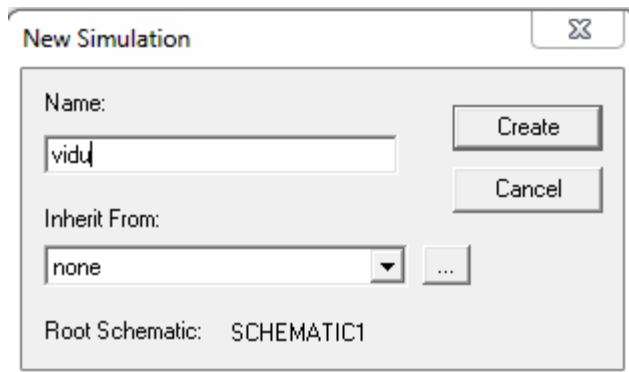 New Simulation
Name:
Create
vidu
Cancel
Inherit From:
none
...
Root Schematic: SCHEMATIC1